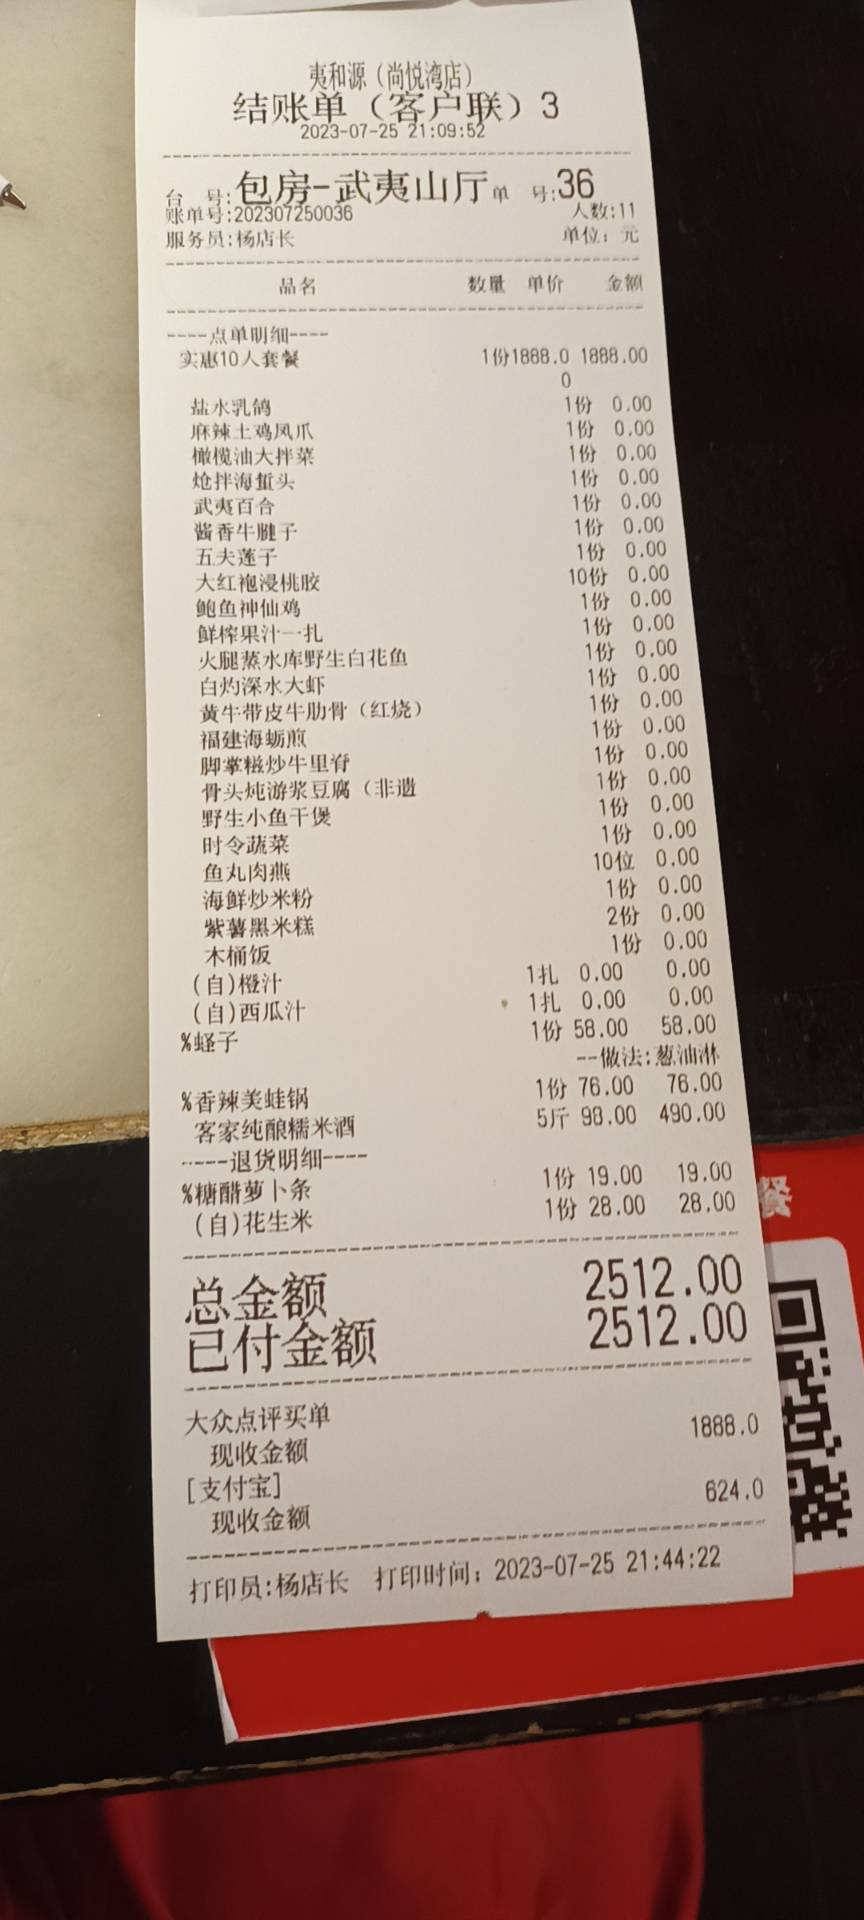 夷和源（尚悦湾店）
结账单（客户联）3
2023-07-25 21:09:52
台 号:包房-武夷山厅 单 号:36
账单号:202307250036 人数:11
服务员:杨店长 单位：元
品名 数量 单价 金额
----点单明细----
实惠10人套餐 1份1888.0 1888.00
0
盐水乳鸽 1份 0.00
麻辣土鸡凤爪 1份 0.00
橄榄油大拌菜 1份 0.00
炝拌海蜇头 1份 0.00
武夷百合 1份 0.00
酱香牛腱子 1份 0.00
五夫莲子 1份 0.00
大红袍浸桃胶 10份 0.00
鲍鱼神仙鸡 1份 0.00
鲜榨果汁一扎 1份 0.00
火腿蒸水库野生白花鱼 1份 0.00
白灼深水大虾 1份 0.00
黄牛带皮牛肋骨（红烧） 1份 0.00
福建海蛎煎 1份 0.00
脚掌糍炒牛里脊 1份 0.00
骨头炖游浆豆腐（非遗 1份 0.00
野生小鱼干煲 1份 0.00
时令蔬菜 1份 0.00
鱼丸肉燕 10位 0.00
海鲜炒米粉 1份 0.00
紫薯黑米糕 2份 0.00
木桶饭 1份 0.00
(自)橙汁 1扎 0.00 0.00
(自)西瓜汁 1扎 0.00 0.00
%蛏子 1份 58.00 58.00
--做法:葱油淋
%香辣美蛙锅 1份 76.00 76.00
客家纯酿糯米酒 5斤 98.00 490.00
----退货明细----
%糖醋萝卜条 1份 19.00 19.00
(自)花生米 1份 28.00 28.00
总金额 2512.00
已付金额 2512.00
大众点评买单
现收金额 1888.0
[支付宝]
现收金额 624.0
打印员:杨店长 打印时间：2023-07-25 21:44:22
餐